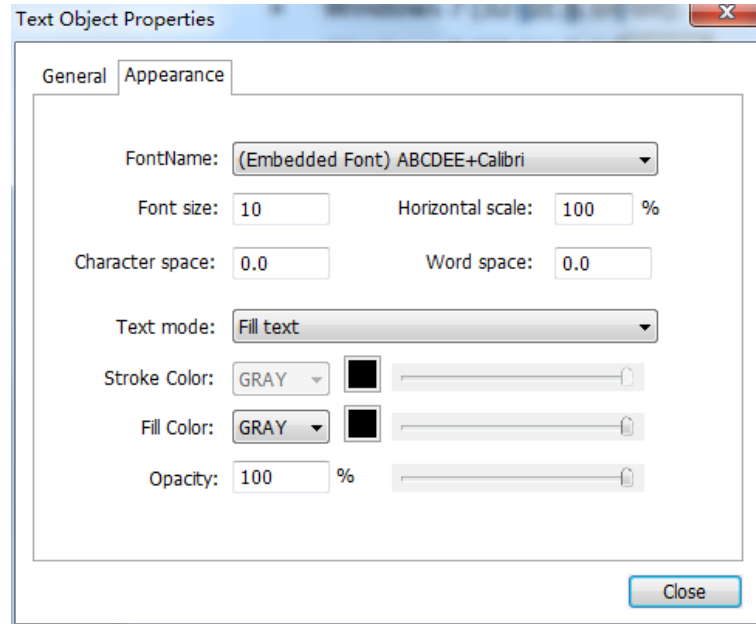 Text Object Properties
General Appearance
FontName: (Embedded Font) ABCDEE+Calibri
Font size: 10 Horizontal scale: 100 %
Character space: 0.0 Word space: 0.0
Text mode: Fill text
Stroke Color: GRAY
Fill Color: GRAY
Opacity: 100 %
Close